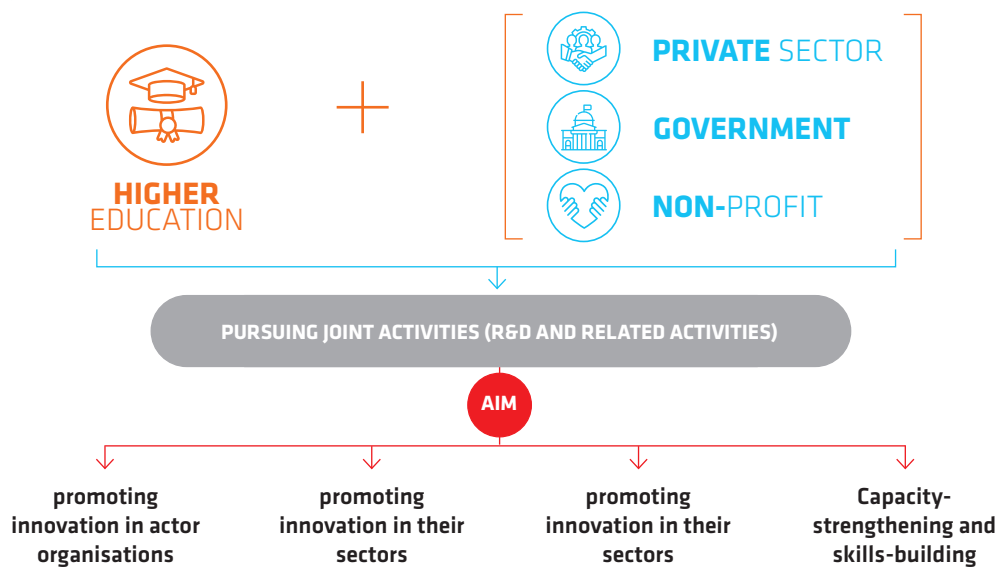 HIGHER
EDUCATION
PRIVATE SECTOR
GOVERNMENT
NON-PROFIT
PURSUING JOINT ACTIVITIES (R&D AND RELATED ACTIVITIES)
AIM
promoting
innovation in actor
organisations
promoting
innovation in their
sectors
promoting
innovation in their
sectors
Capacity-
strengthening and
skills-building